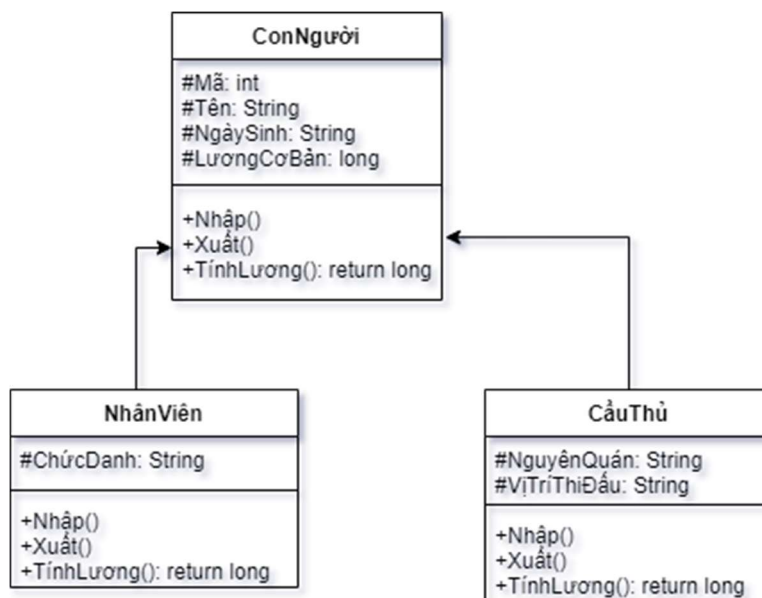 ConNgười
#Mã: int
#Tên: String
#NgàySinh: String
#LươngCơBản: long
+Nhập()
+Xuất()
+TínhLương(): return long
NhânViên
#ChứcDanh: String
+Nhập()
+Xuất()
+TínhLương(): return long
CầuThủ
#NguyênQuán: String
#VịTríThiĐấu: String
+Nhập()
+Xuất()
+TínhLương(): return long